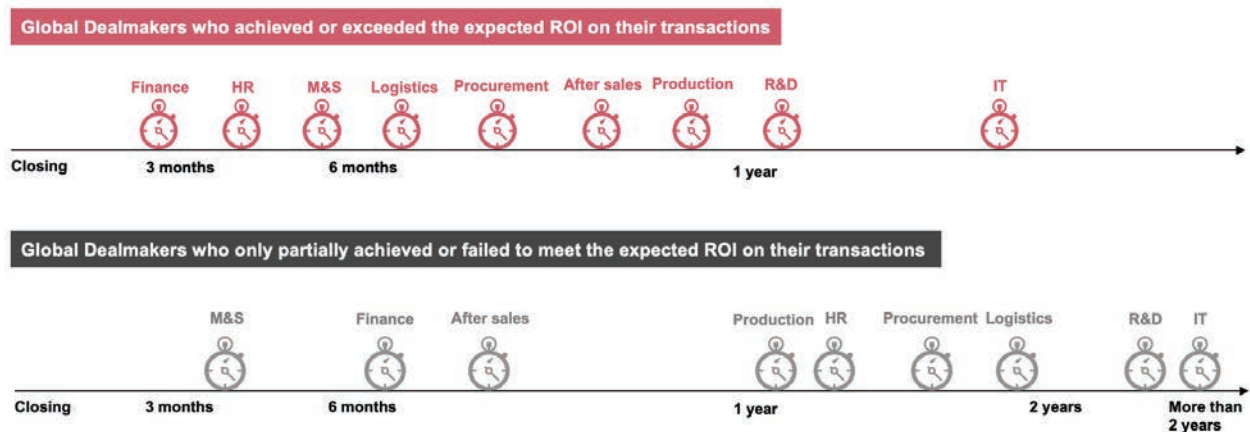 Global Dealmakers who achieved or exceeded the expected ROI on their transactions
Finance HR M&S Logistics Procurement After sales Production R&D IT
Closing 3 months 6 months 1 year
Global Dealmakers who only partially achieved or failed to meet the expected ROI on their transactions
M&S Finance After sales Production HR Procurement Logistics R&D IT
Closing 3 months 6 months 1 year 2 years More than
2 years